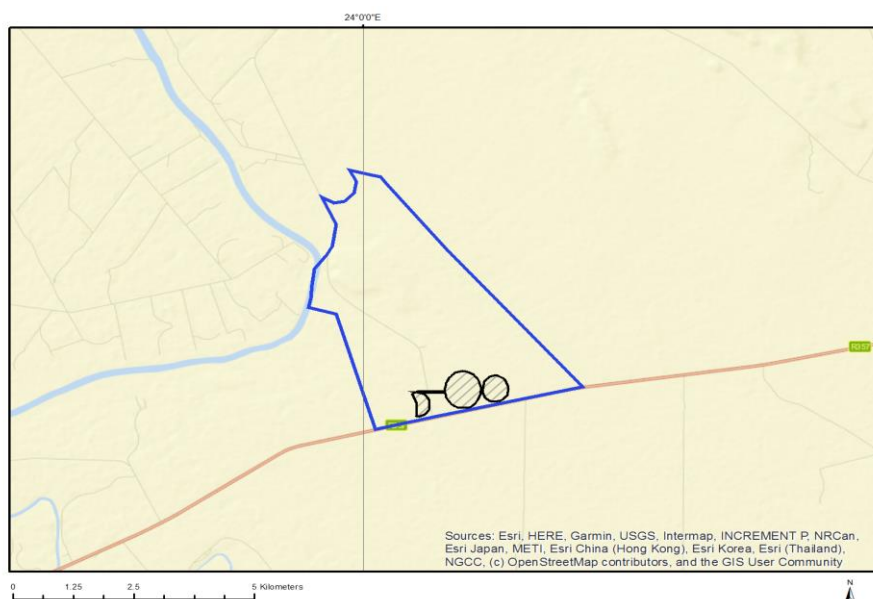 24°0'0"E
R357
Sources: Esri, HERE, Garmin, USGS, Intermap, INCREMENT P, NRCan,
Esri Japan, METI, Esri China (Hong Kong), Esri Korea, Esri (Thailand),
NGCC, (c) OpenStreetMap contributors, and the GIS User Community
0 1.25 2.5 5 Kilometers
N